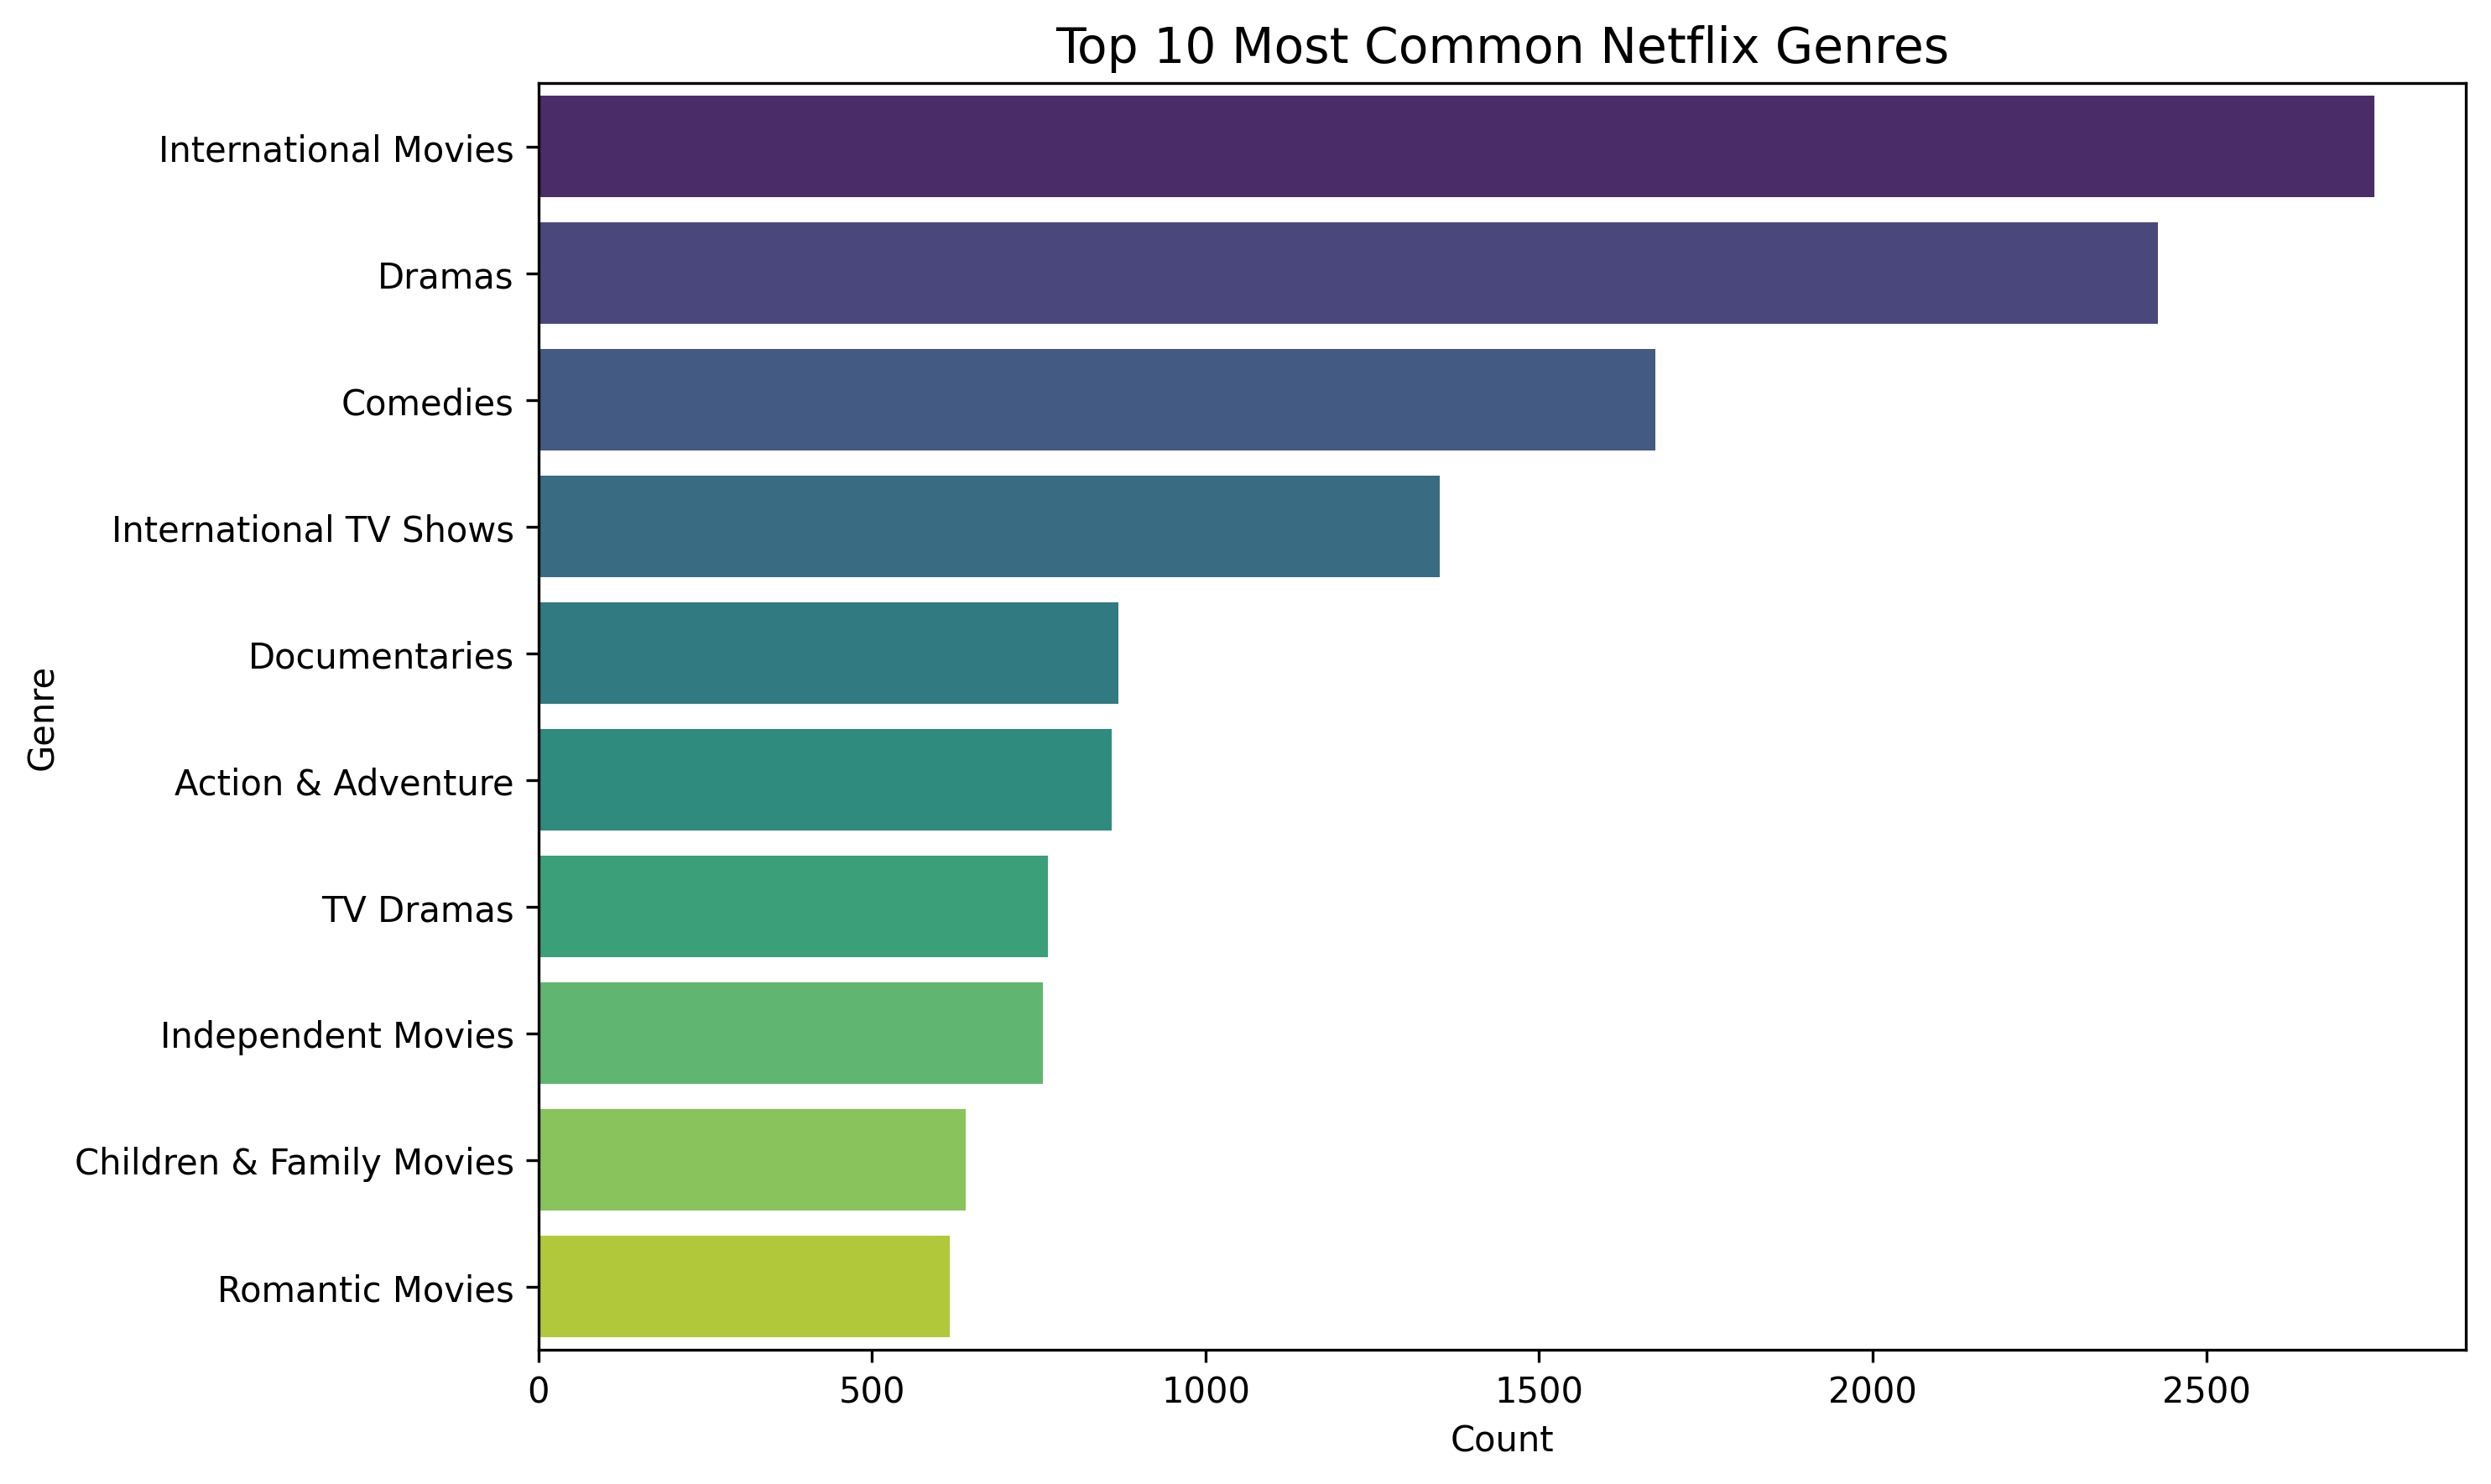 Top 10 Most Common Netflix Genres
International Movies
Dramas
Comedies
International TV Shows
Documentaries
Action & Adventure
TV Dramas
Independent Movies
Children & Family Movies
Romantic Movies
Genre
0 500 1000 1500 2000 2500
Count